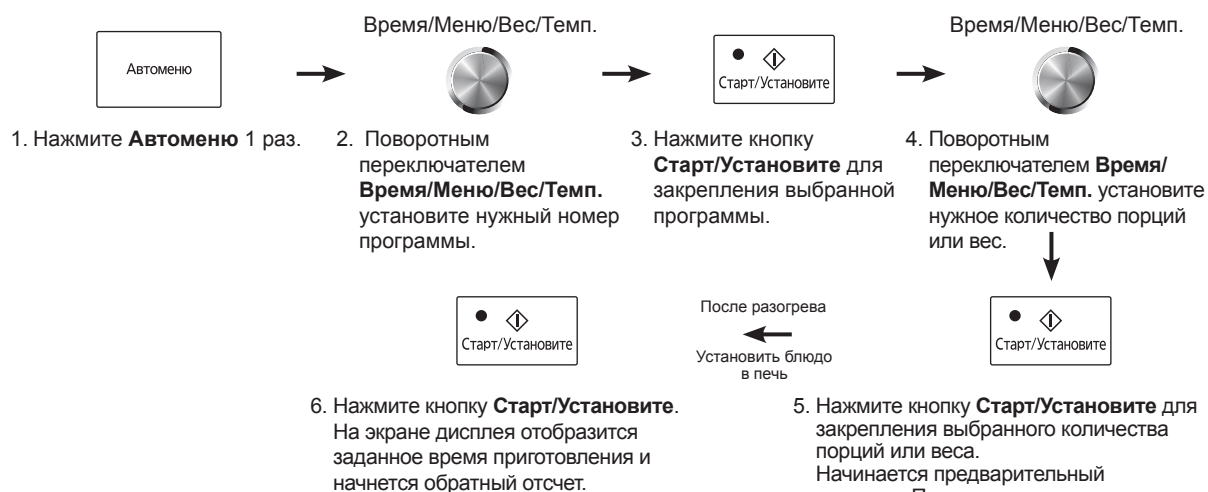 Автоменю
1. Нажмите Автоменю 1 раз.
Время/Меню/Вес/Темп.
2. Поворотным
переключателем
Время/Меню/Вес/Темп.
установите нужный номер
программы.
Старт/Установите
3. Нажмите кнопку
Старт/Установите для
закрепления выбранной
программы.
Время/Меню/Вес/Темп.
4. Поворотным
переключателем Время/
Меню/Вес/Темп. установите
нужное количество порций
или вес.
Старт/Установите
5. Нажмите кнопку Старт/Установите для
закрепления выбранного количества
порций или веса.
Начинается предварительный
После разогрева
Установить блюдо
в печь
Старт/Установите
6. Нажмите кнопку Старт/Установите.
На экране дисплея отобразится
заданное время приготовления и
начнется обратный отсчет.